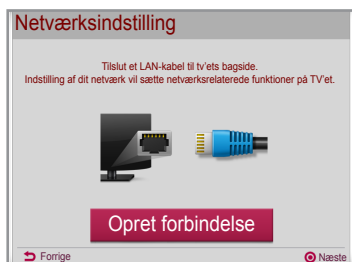 Netværksindstilling
Tilslut et LAN-kabel til tv'ets bagside.
Indstilling af dit netværk vil sætte netværksrelaterede funktioner på TV'et.
Opret forbindelse
Forrige
Næste